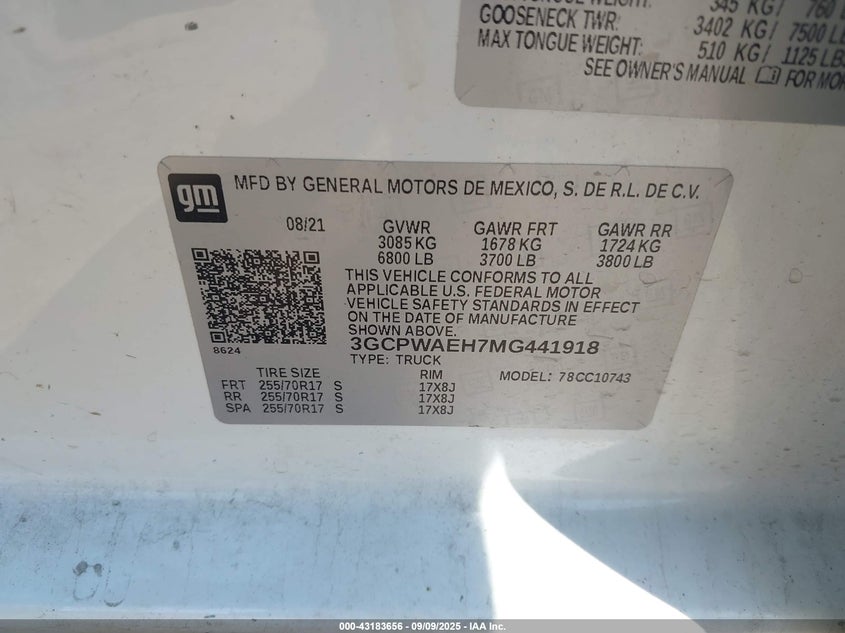 345 KG/ 760
GOOSENECK TWR: 3402 KG/ 7500 LB
MAX TONGUE WEIGHT: 510 KG/ 1125 LBS
SEE OWNER'S MANUAL FOR MOR
gm MFD BY GENERAL MOTORS DE MEXICO, S. DE R.L. DE C.V.
08/21 GVWR GAWR FRT GAWR RR
3085 KG 1678 KG 1724 KG
6800 LB 3700 LB 3800 LB
THIS VEHICLE CONFORMS TO ALL
APPLICABLE U.S. FEDERAL MOTOR
VEHICLE SAFETY STANDARDS IN EFFECT
ON THE DATE OF MANUFACTURE
SHOWN ABOVE.
8624 3GCPWAEH7MG441918
TYPE: TRUCK
TIRE SIZE RIM MODEL: 78CC10743
FRT 255/70R17 S 17X8J
RR 255/70R17 S 17X8J
SPA 255/70R17 S 17X8J
000-43183656 - 09/09/2025 - IAA Inc.